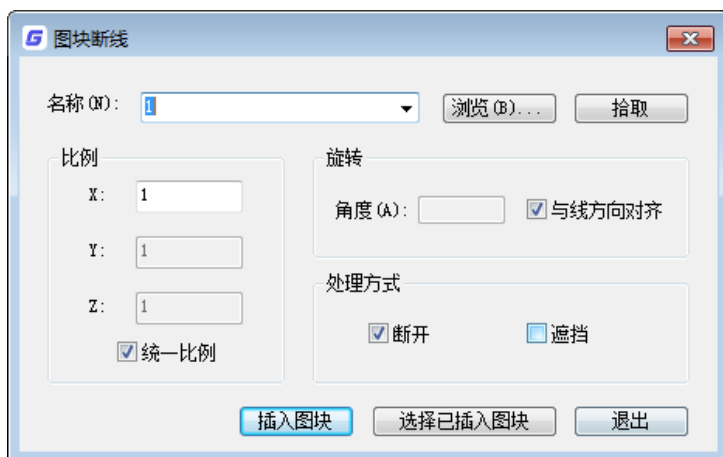 图块断线
名称(N): 1 浏览(B)... 拾取
比例
X: 1
Y: 1
Z: 1
统一比例
旋转
角度(A): 与线方向对齐
处理方式
断开 遮挡
插入图块 选择已插入图块 退出